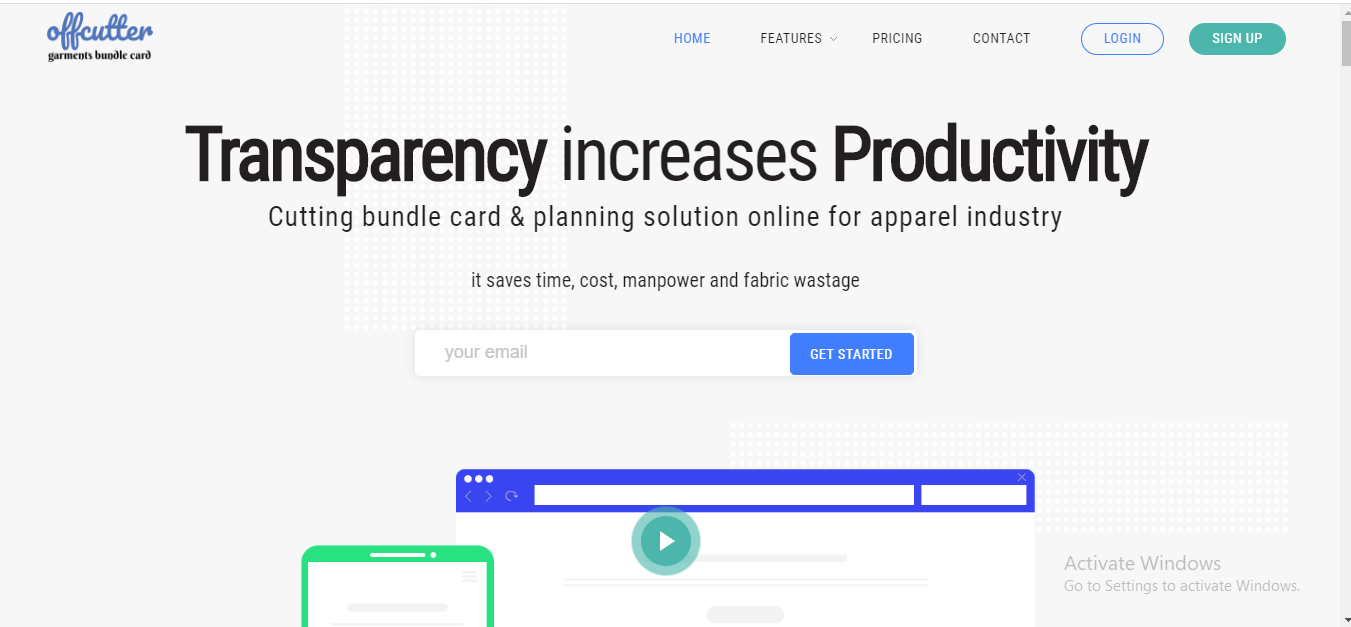 offcutter
garments bundle card
HOME
FEATURES
PRICING
CONTACT
LOGIN
SIGN UP
Transparency increases Productivity
Cutting bundle card & planning solution online for apparel industry
it saves time, cost, manpower and fabric wastage
your email
GET STARTED
Activate Windows
Go to Settings to activate Windows.